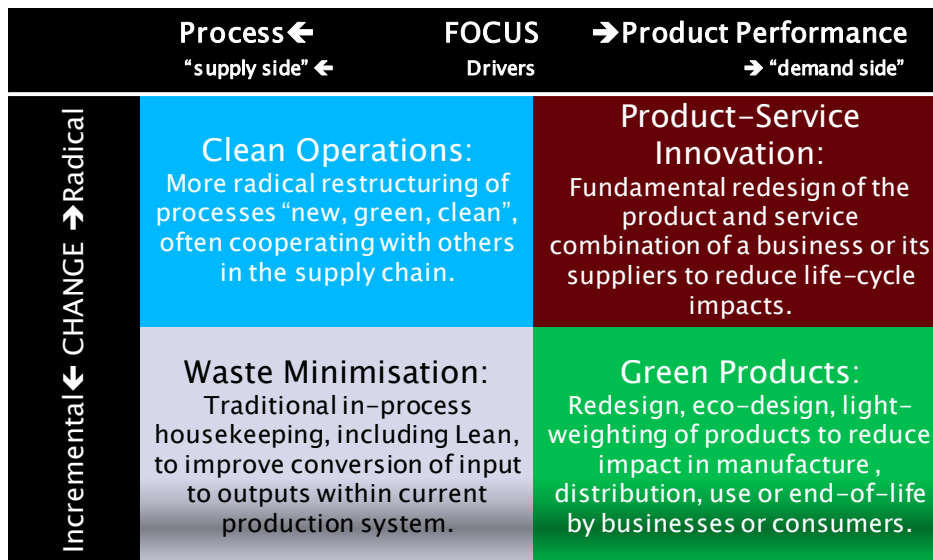 Process← FOCUS →Product Performance
“supply side” ← Drivers → “demand side”
Incremental← CHANGE →Radical
Clean Operations:
More radical restructuring of
processes “new, green, clean”,
often cooperating with others
in the supply chain.
Product-Service
Innovation:
Fundamental redesign of the
product and service
combination of a business or its
suppliers to reduce life-cycle
impacts.
Waste Minimisation:
Traditional in-process
housekeeping, including Lean,
to improve conversion of input
to outputs within current
production system.
Green Products:
Redesign, eco-design, light-
weighting of products to reduce
impact in manufacture ,
distribution, use or end-of-life
by businesses or consumers.